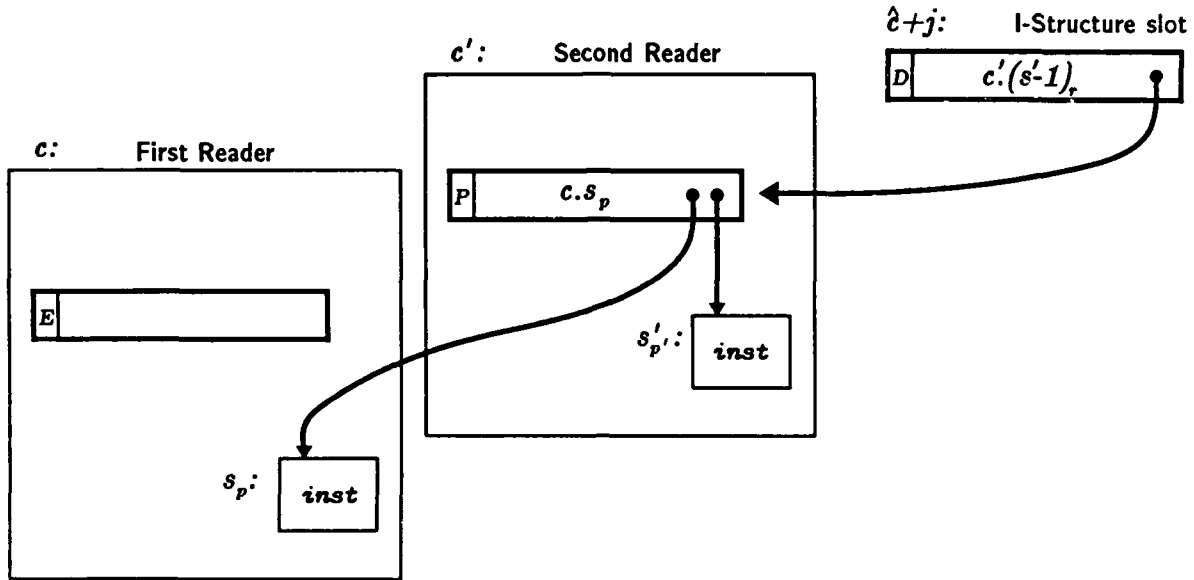 ĉ+j: I-Structure slot
D c'.(s'-1)ᵣ
c': Second Reader
P c.sₚ
s'ₚ': inst
c: First Reader
E
sₚ: inst